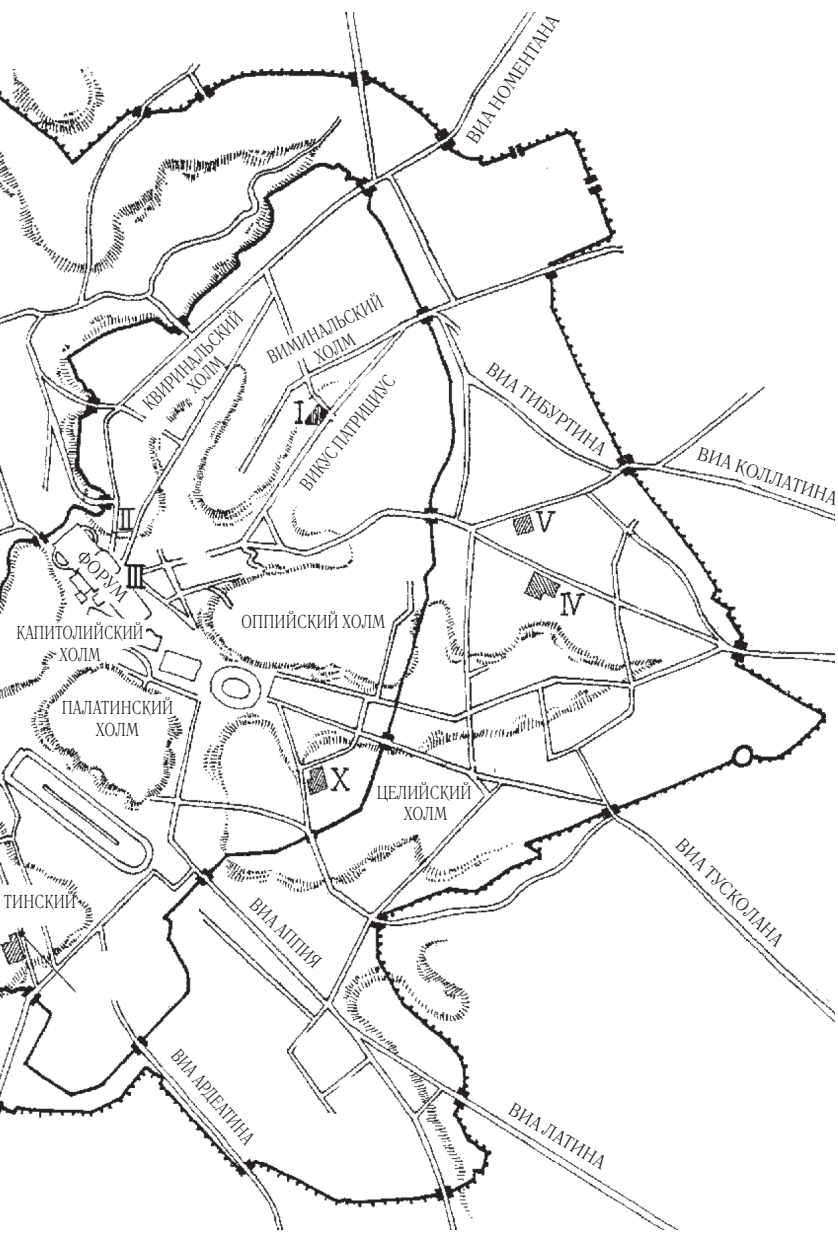 ВИА НОМЕНТАНА
КВИРИНАЛЬСКИЙ
ХОЛМ
ВИМИНАЛЬСКИЙ
ХОЛМ
I
ВИКУС ПАТРИЦИУС
ВИА ТИБУРТИНА
ВИА КОЛЛАТИНА
II
V
ФОРУМ
III
IV
КАПИТОЛИЙСКИЙ
ХОЛМ
ОППИЙСКИЙ ХОЛМ
ПАЛАТИНСКИЙ
ХОЛМ
X
ЦЕЛИЙСКИЙ
ХОЛМ
ВИА ТУСКОЛАНА
ТИНСКИЙ
ВИА АППИЯ
ВИА АРДЕАТИНА
ВИА ЛАТИНА